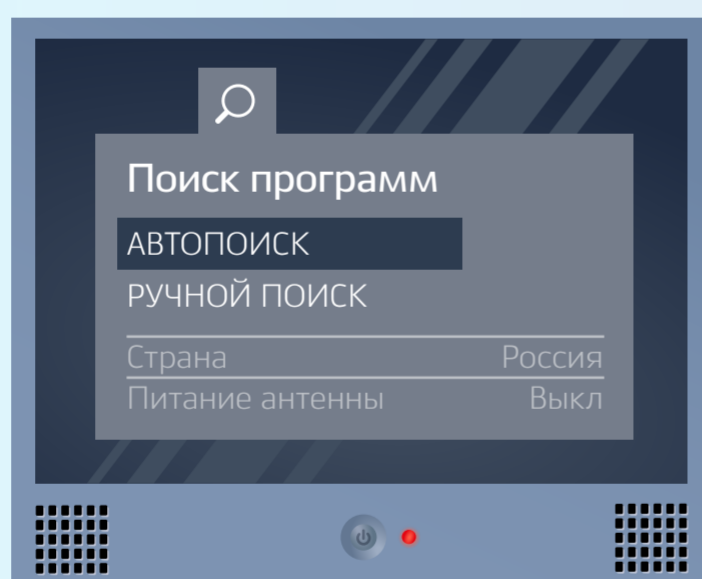 Поиск программ
АВТОПОИСК
РУЧНОЙ ПОИСК
Страна Россия
Питание антенны Выкл